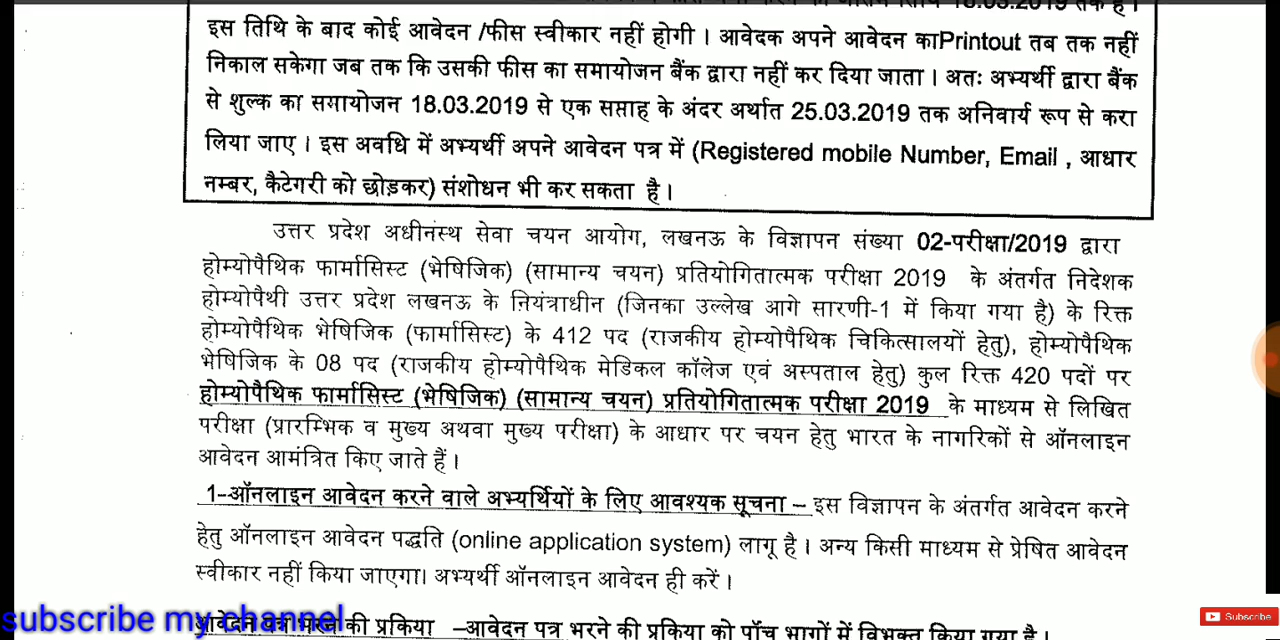 18.03.2019 तक है।
इस तिथि के बाद कोई आवेदन /फीस स्वीकार नहीं होगी । आवेदक अपने आवेदन काPrintout तब तक नहीं
निकाल सकेगा जब तक कि उसकी फीस का समायोजन बैंक द्वारा नहीं कर दिया जाता । अतः अभ्यर्थी द्वारा बैंक
से शुल्क का समायोजन 18.03.2019 से एक सप्ताह के अंदर अर्थात 25.03.2019 तक अनिवार्य रूप से करा
लिया जाए । इस अवधि में अभ्यर्थी अपने आवेदन पत्र में (Registered mobile Number, Email , आधार
नम्बर, कैटेगरी को छोड़कर) संशोधन भी कर सकता है ।
उत्तर प्रदेश अधीनस्थ सेवा चयन आयोग, लखनऊ के विज्ञापन संख्या 02-परीक्षा/2019 द्वारा
होम्योपैथिक फार्मासिस्ट (भेषिजिक) (सामान्य चयन) प्रतियोगितात्मक परीक्षा 2019 के अंतर्गत निदेशक
होम्योपैथी उत्तर प्रदेश लखनऊ के नियंत्राधीन (जिनका उल्लेख आगे सारणी-1 में किया गया है) के रिक्त
होम्योपैथिक भेषिजिक (फार्मासिस्ट) के 412 पद (राजकीय होम्योपैथिक चिकित्सालयों हेतु), होम्योपैथिक
भेषिजिक के 08 पद (राजकीय होम्योपैथिक मेडिकल कॉलेज एवं अस्पताल हेतु) कुल रिक्त 420 पदों पर
होम्योपैथिक फार्मासिस्ट (भेषिजिक) (सामान्य चयन) प्रतियोगितात्मक परीक्षा 2019 के माध्यम से लिखित
परीक्षा (प्रारम्भिक व मुख्य अथवा मुख्य परीक्षा) के आधार पर चयन हेतु भारत के नागरिकों से ऑनलाइन
आवेदन आमंत्रित किए जाते हैं ।
1–ऑनलाइन आवेदन करने वाले अभ्यर्थियों के लिए आवश्यक सूचना – इस विज्ञापन के अंतर्गत आवेदन करने
हेतु ऑनलाइन आवेदन पद्धति (online application system) लागू है । अन्य किसी माध्यम से प्रेषित आवेदन
स्वीकार नहीं किया जाएगा। अभ्यर्थी ऑनलाइन आवेदन ही करें ।
आवेदन पत्र भरने की प्रकिया –आवेदन पत्र भरने की प्रकिया को पाँच भागों में विभक्त किया गया है ।
subscribe my channel
Subscribe